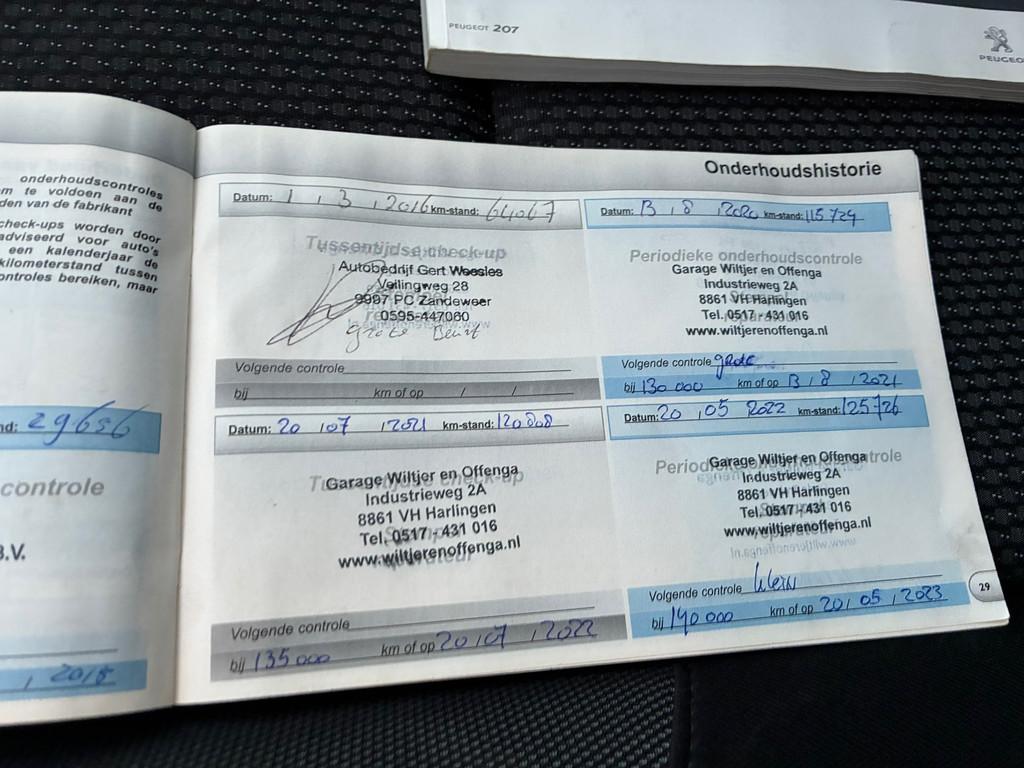 PEUGEOT 207
PEUGEO
onderhoudscontroles
m te voldoen aan de
den van de fabrikant
check-ups worden door
adviseerd voor auto's
een kalenderjaar de
kilometerstand tussen
ontroles bereiken, maar
nd: 29656
controle
B.V.
, 2015
Onderhoudshistorie
Datum: 1 , 3 , 2016 km-stand: 64067
Tussentijdse check-up
Autobedrijf Gert Weesies
Veilingweg 28
9997 PC Zandeweer
0595-447060
grote Beurt
Volgende controle
bij km of op / /
Datum: 13 , 8 , 2020 km-stand: 115724
Periodieke onderhoudscontrole
Garage Wiltjer en Offenga
Industrieweg 2A
8861 VH Harlingen
Tel. 0517 - 431 016
www.wiltjerenoffenga.nl
Volgende controle grote
bij 130 000 km of op 13 , 8 , 2021
Datum: 20 , 07 , 2021 km-stand: 120808
Garage Wiltjer en Offenga
Industrieweg 2A
8861 VH Harlingen
Tel. 0517 - 431 016
www.wiltjerenoffenga.nl
Volgende controle
bij 135 000 km of op 20 , 07 , 2022
Datum: 20 , 05 , 2022 km-stand: 125726
Garage Wiltjer en Offenga
Industrieweg 2A
8861 VH Harlingen
Tel. 0517 - 431 016
www.wiltjerenoffenga.nl
Volgende controle klein
bij 140 000 km of op 20 , 05 , 2023
29